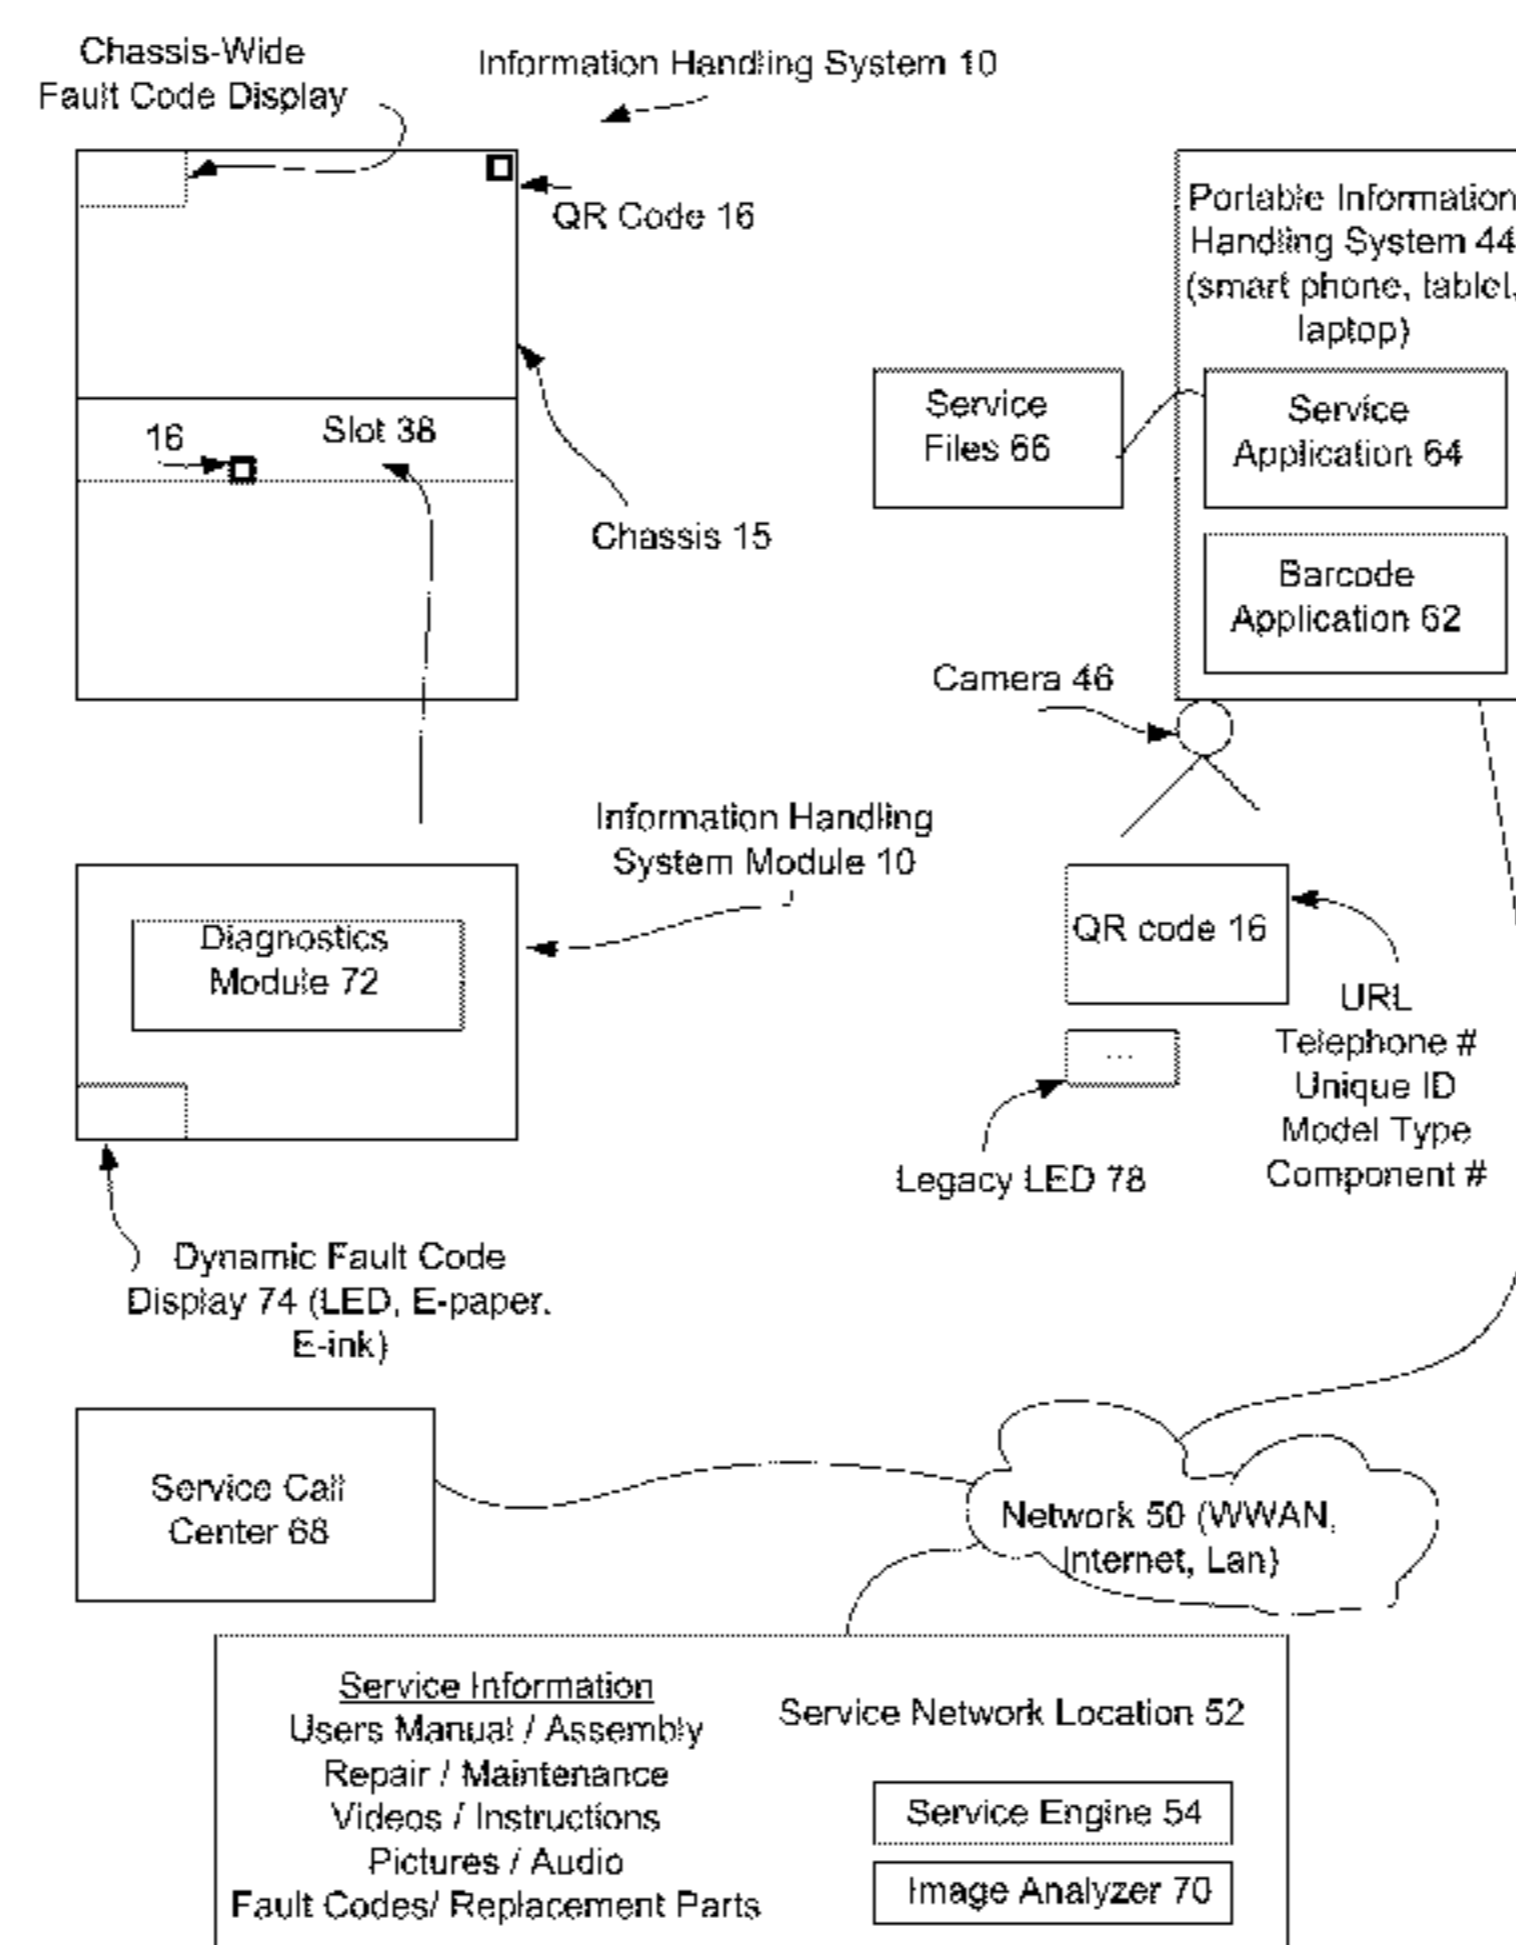 Chassis-Wide
Fault Code Display
Information Handling System 10
QR Code 16
Portable Information
Handling System 44
(smart phone, tablet,
laptop)
Service
Files 66
Service
Application 64
16
Slot 38
Chassis 15
Barcode
Application 62
Camera 46
Information Handling
System Module 10
Diagnostics
Module 72
QR code 16
URL
Telephone #
Unique ID
Model Type
Component #
...
Legacy LED 78
Dynamic Fault Code
Display 74 (LED, E-paper,
E-ink)
Service Call
Center 68
Network 50 (WWAN,
Internet, Lan)
Service Information
Users Manual / Assembly
Repair / Maintenance
Videos / Instructions
Pictures / Audio
Fault Codes/ Replacement Parts
Service Network Location 52
Service Engine 54
Image Analyzer 70